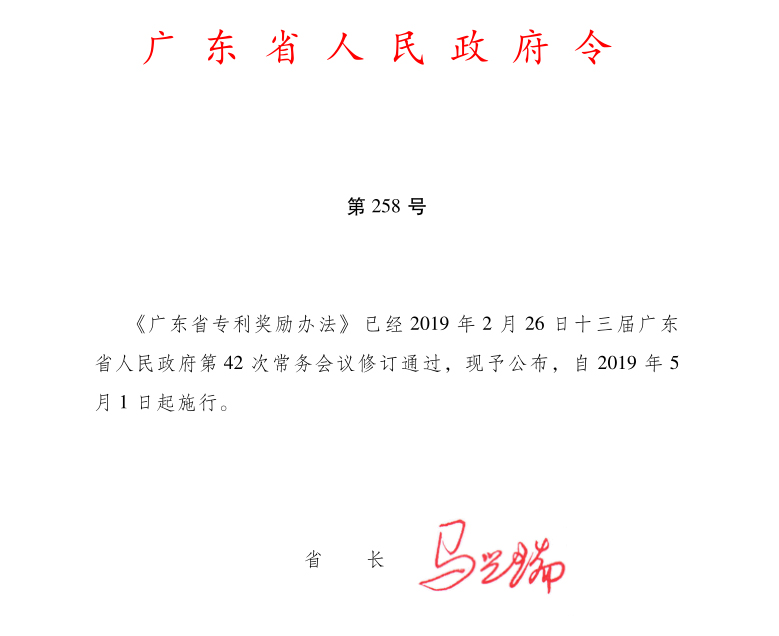 广东省人民政府令
第 258 号
《广东省专利奖励办法》已经 2019 年 2 月 26 日十三届广东
省人民政府第 42 次常务会议修订通过，现予公布，自 2019 年 5
月 1 日起施行。
省 长 马兴瑞